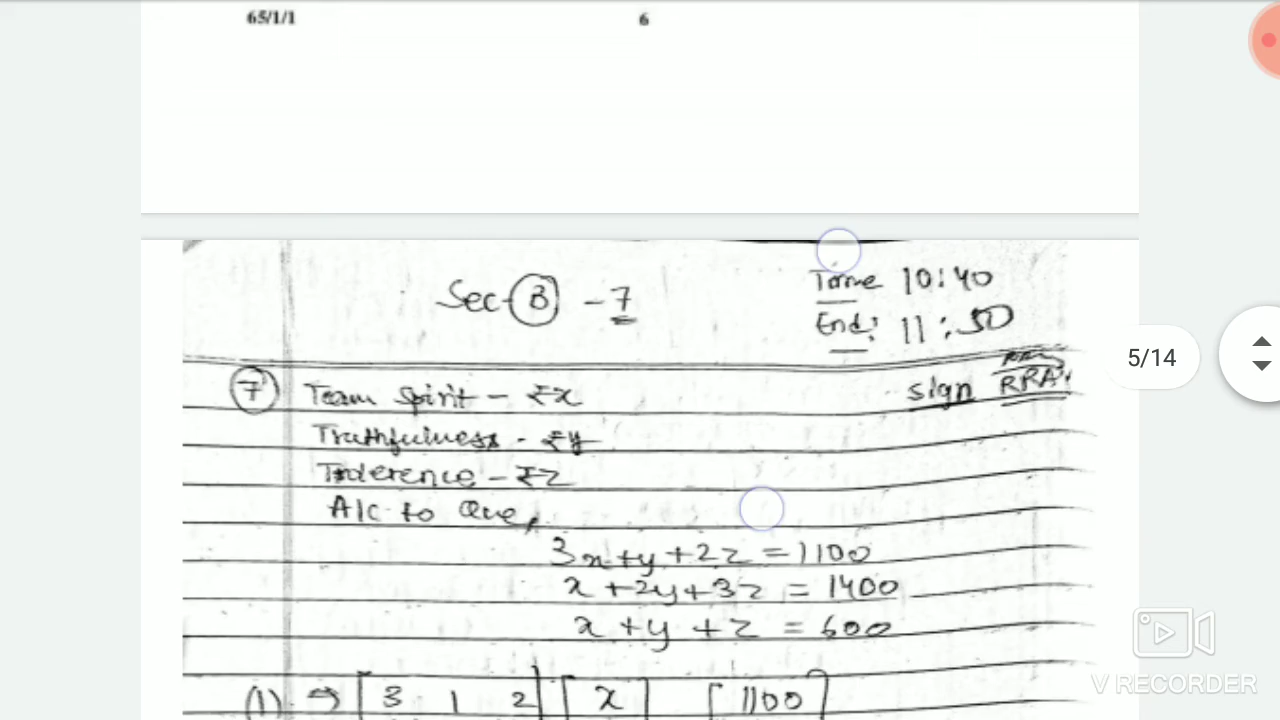 65/1/1 6
Sec-B - 7
Tome 10:40
End: 11:50
sign RRA
7 Team Spirit - ₹x
Truthfulness - ₹y
Tolerence - ₹z
A/c to Que,
3x+y+2z = 1100
x+2y+3z = 1400
x+y+z = 600
(1) ⇒ [3 1 2] [x] [1100]
5/14
V RECORDER